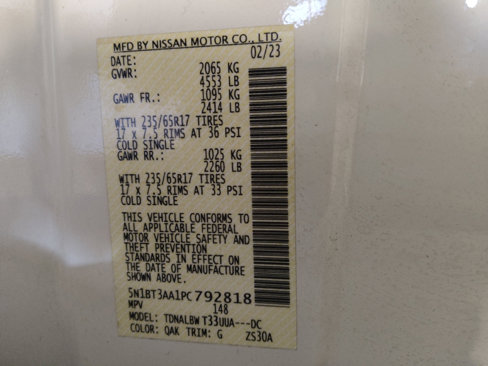 MFD BY NISSAN MOTOR CO., LTD.
DATE: 02/23
GVWR: 2065 KG
4553 LB
GAWR FR.: 1095 KG
2414 LB
WITH 235/65R17 TIRES
17 x 7.5 RIMS AT 36 PSI
COLD SINGLE
GAWR RR.: 1025 KG
2260 LB
WITH 235/65R17 TIRES
17 x 7.5 RIMS AT 33 PSI
COLD SINGLE
THIS VEHICLE CONFORMS TO
ALL APPLICABLE FEDERAL
MOTOR VEHICLE SAFETY AND
THEFT PREVENTION
STANDARDS IN EFFECT ON
THE DATE OF MANUFACTURE
SHOWN ABOVE.
5N1BT3AA1PC792818
MPV 148
MODEL: TDNALBW T33UUA---DC
COLOR: QAK TRIM: G ZS30A